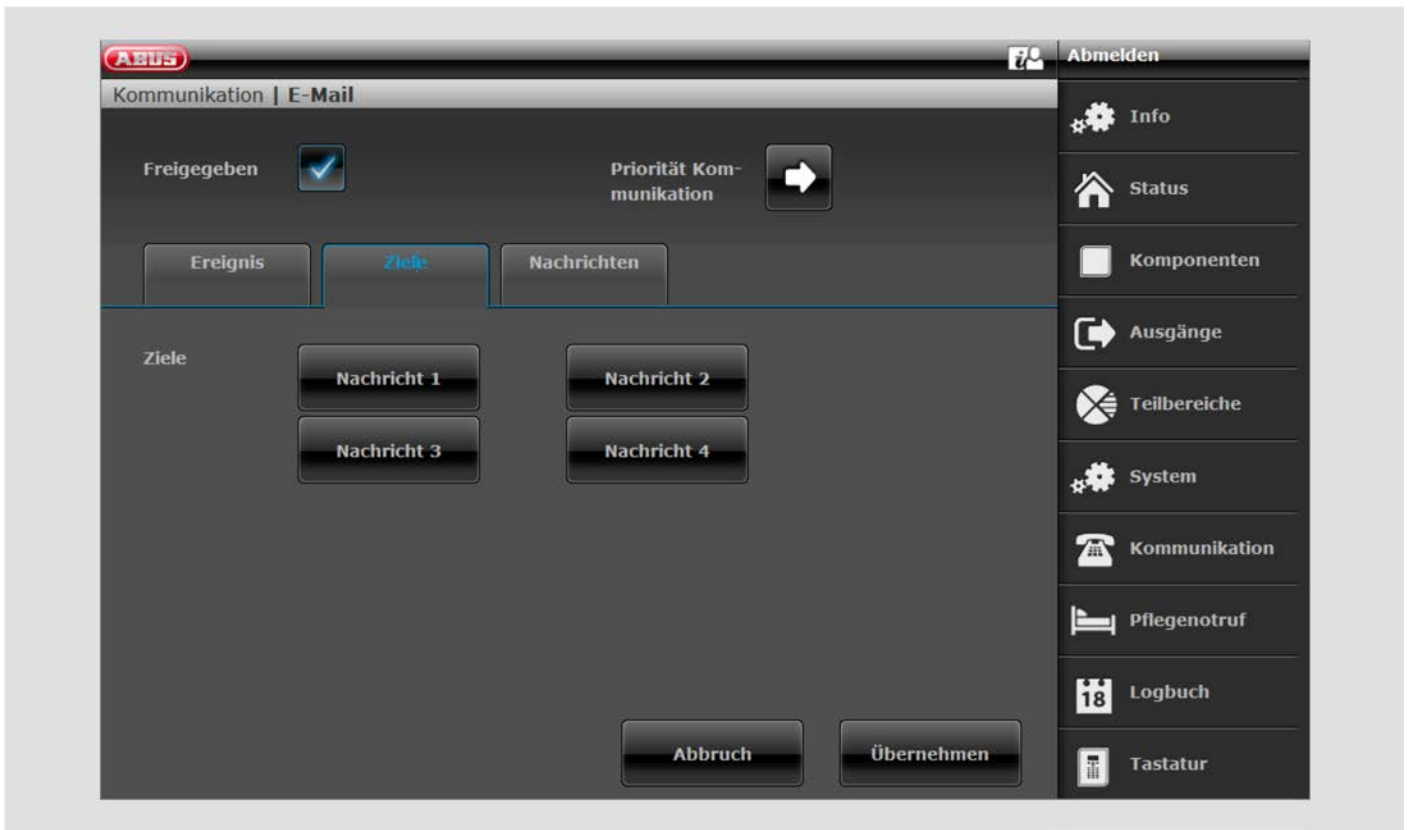 ABUS
Abmelden
Kommunikation | E-Mail
Freigegeben
Priorität Kom-
munikation
Ereignis
Ziele
Nachrichten
Ziele
Nachricht 1
Nachricht 2
Nachricht 3
Nachricht 4
Abbruch
Übernehmen
Info
Status
Komponenten
Ausgänge
Teilbereiche
System
Kommunikation
Pflegenotruf
18
Logbuch
Tastatur